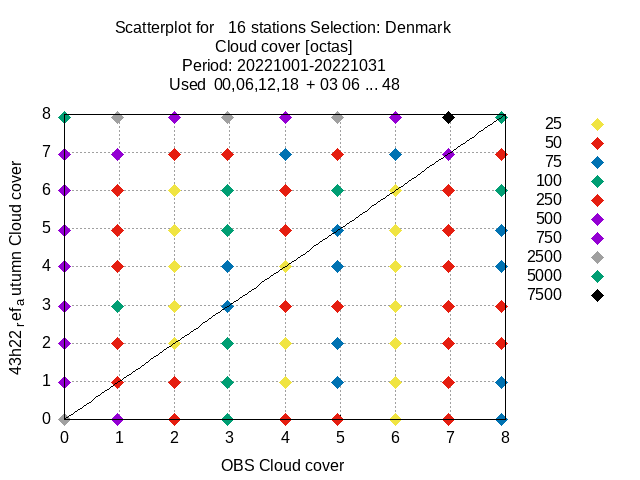 Scatterplot for 16 stations Selection: Denmark
Cloud cover [octas]
Period: 20221001-20221031
Used 00,06,12,18 + 03 06 ... 48
43h22_ref_autumn Cloud cover
8
7
6
5
4
3
2
1
0
0 1 2 3 4 5 6 7 8
OBS Cloud cover
25
50
75
100
250
500
750
2500
5000
7500